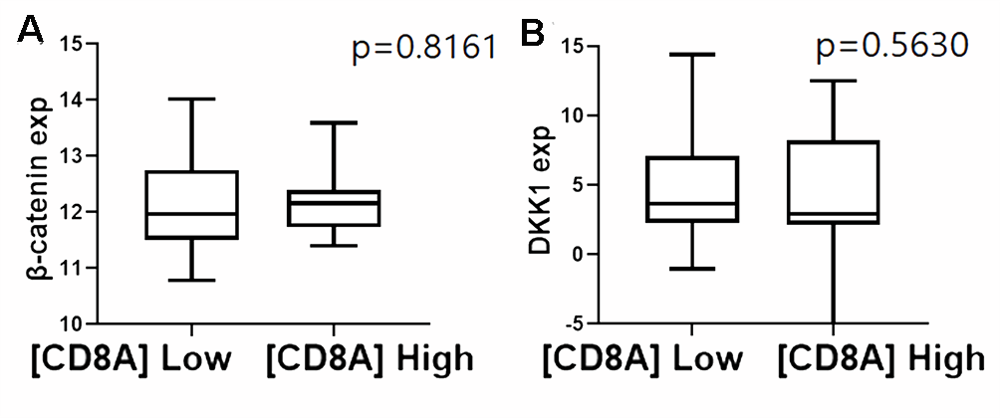 A
p=0.8161
β-catenin exp
15
14
13
12
11
10
[CD8A] Low
[CD8A] High
B
p=0.5630
DKK1 exp
15
10
5
0
-5
[CD8A] Low
[CD8A] High